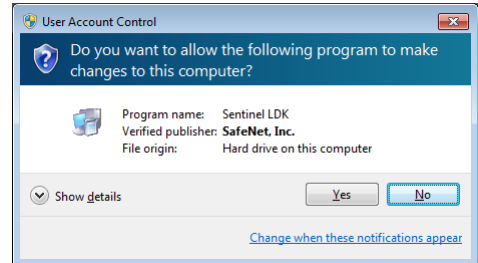 User Account Control
Do you want to allow the following program to make
changes to this computer?
Program name: Sentinel LDK
Verified publisher: SafeNet, Inc.
File origin: Hard drive on this computer
Show details
Yes
No
Change when these notifications appear